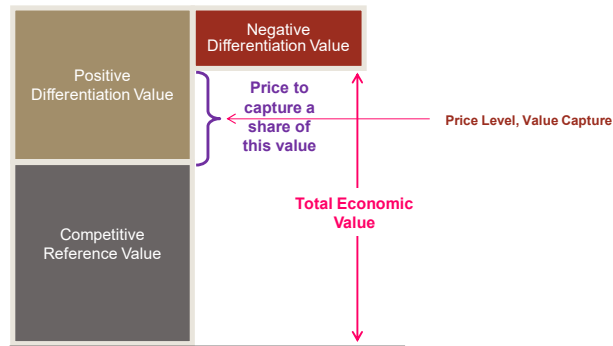 Negative
Differentiation Value
Positive
Differentiation Value
Price to
capture a
share of
this value
Price Level, Value Capture
Total Economic
Value
Competitive
Reference Value